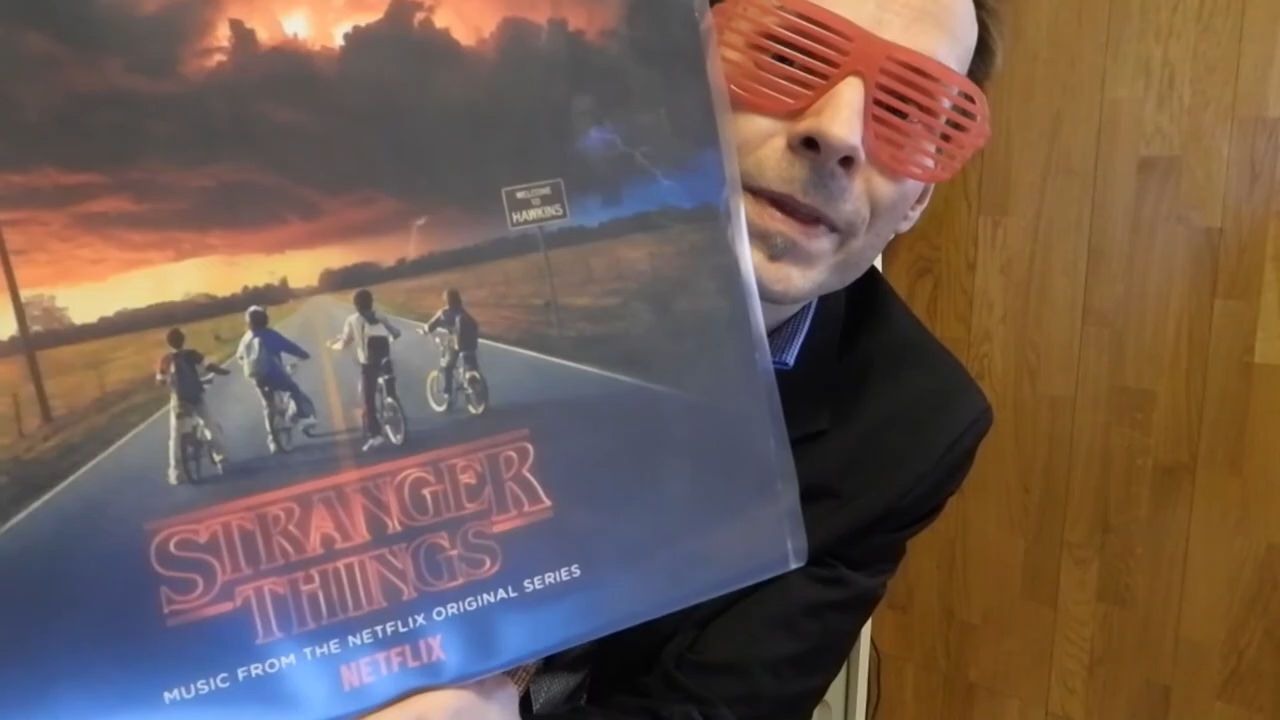 WELCOME
TO
HAWKINS
STRANGER
THINGS
MUSIC FROM THE NETFLIX ORIGINAL SERIES
NETFLIX